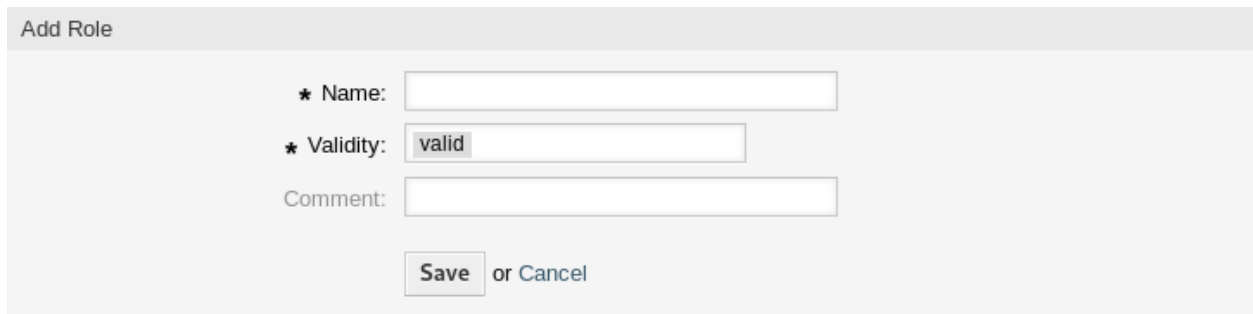 Add Role
* Name:
* Validity: valid
Comment:
Save or Cancel